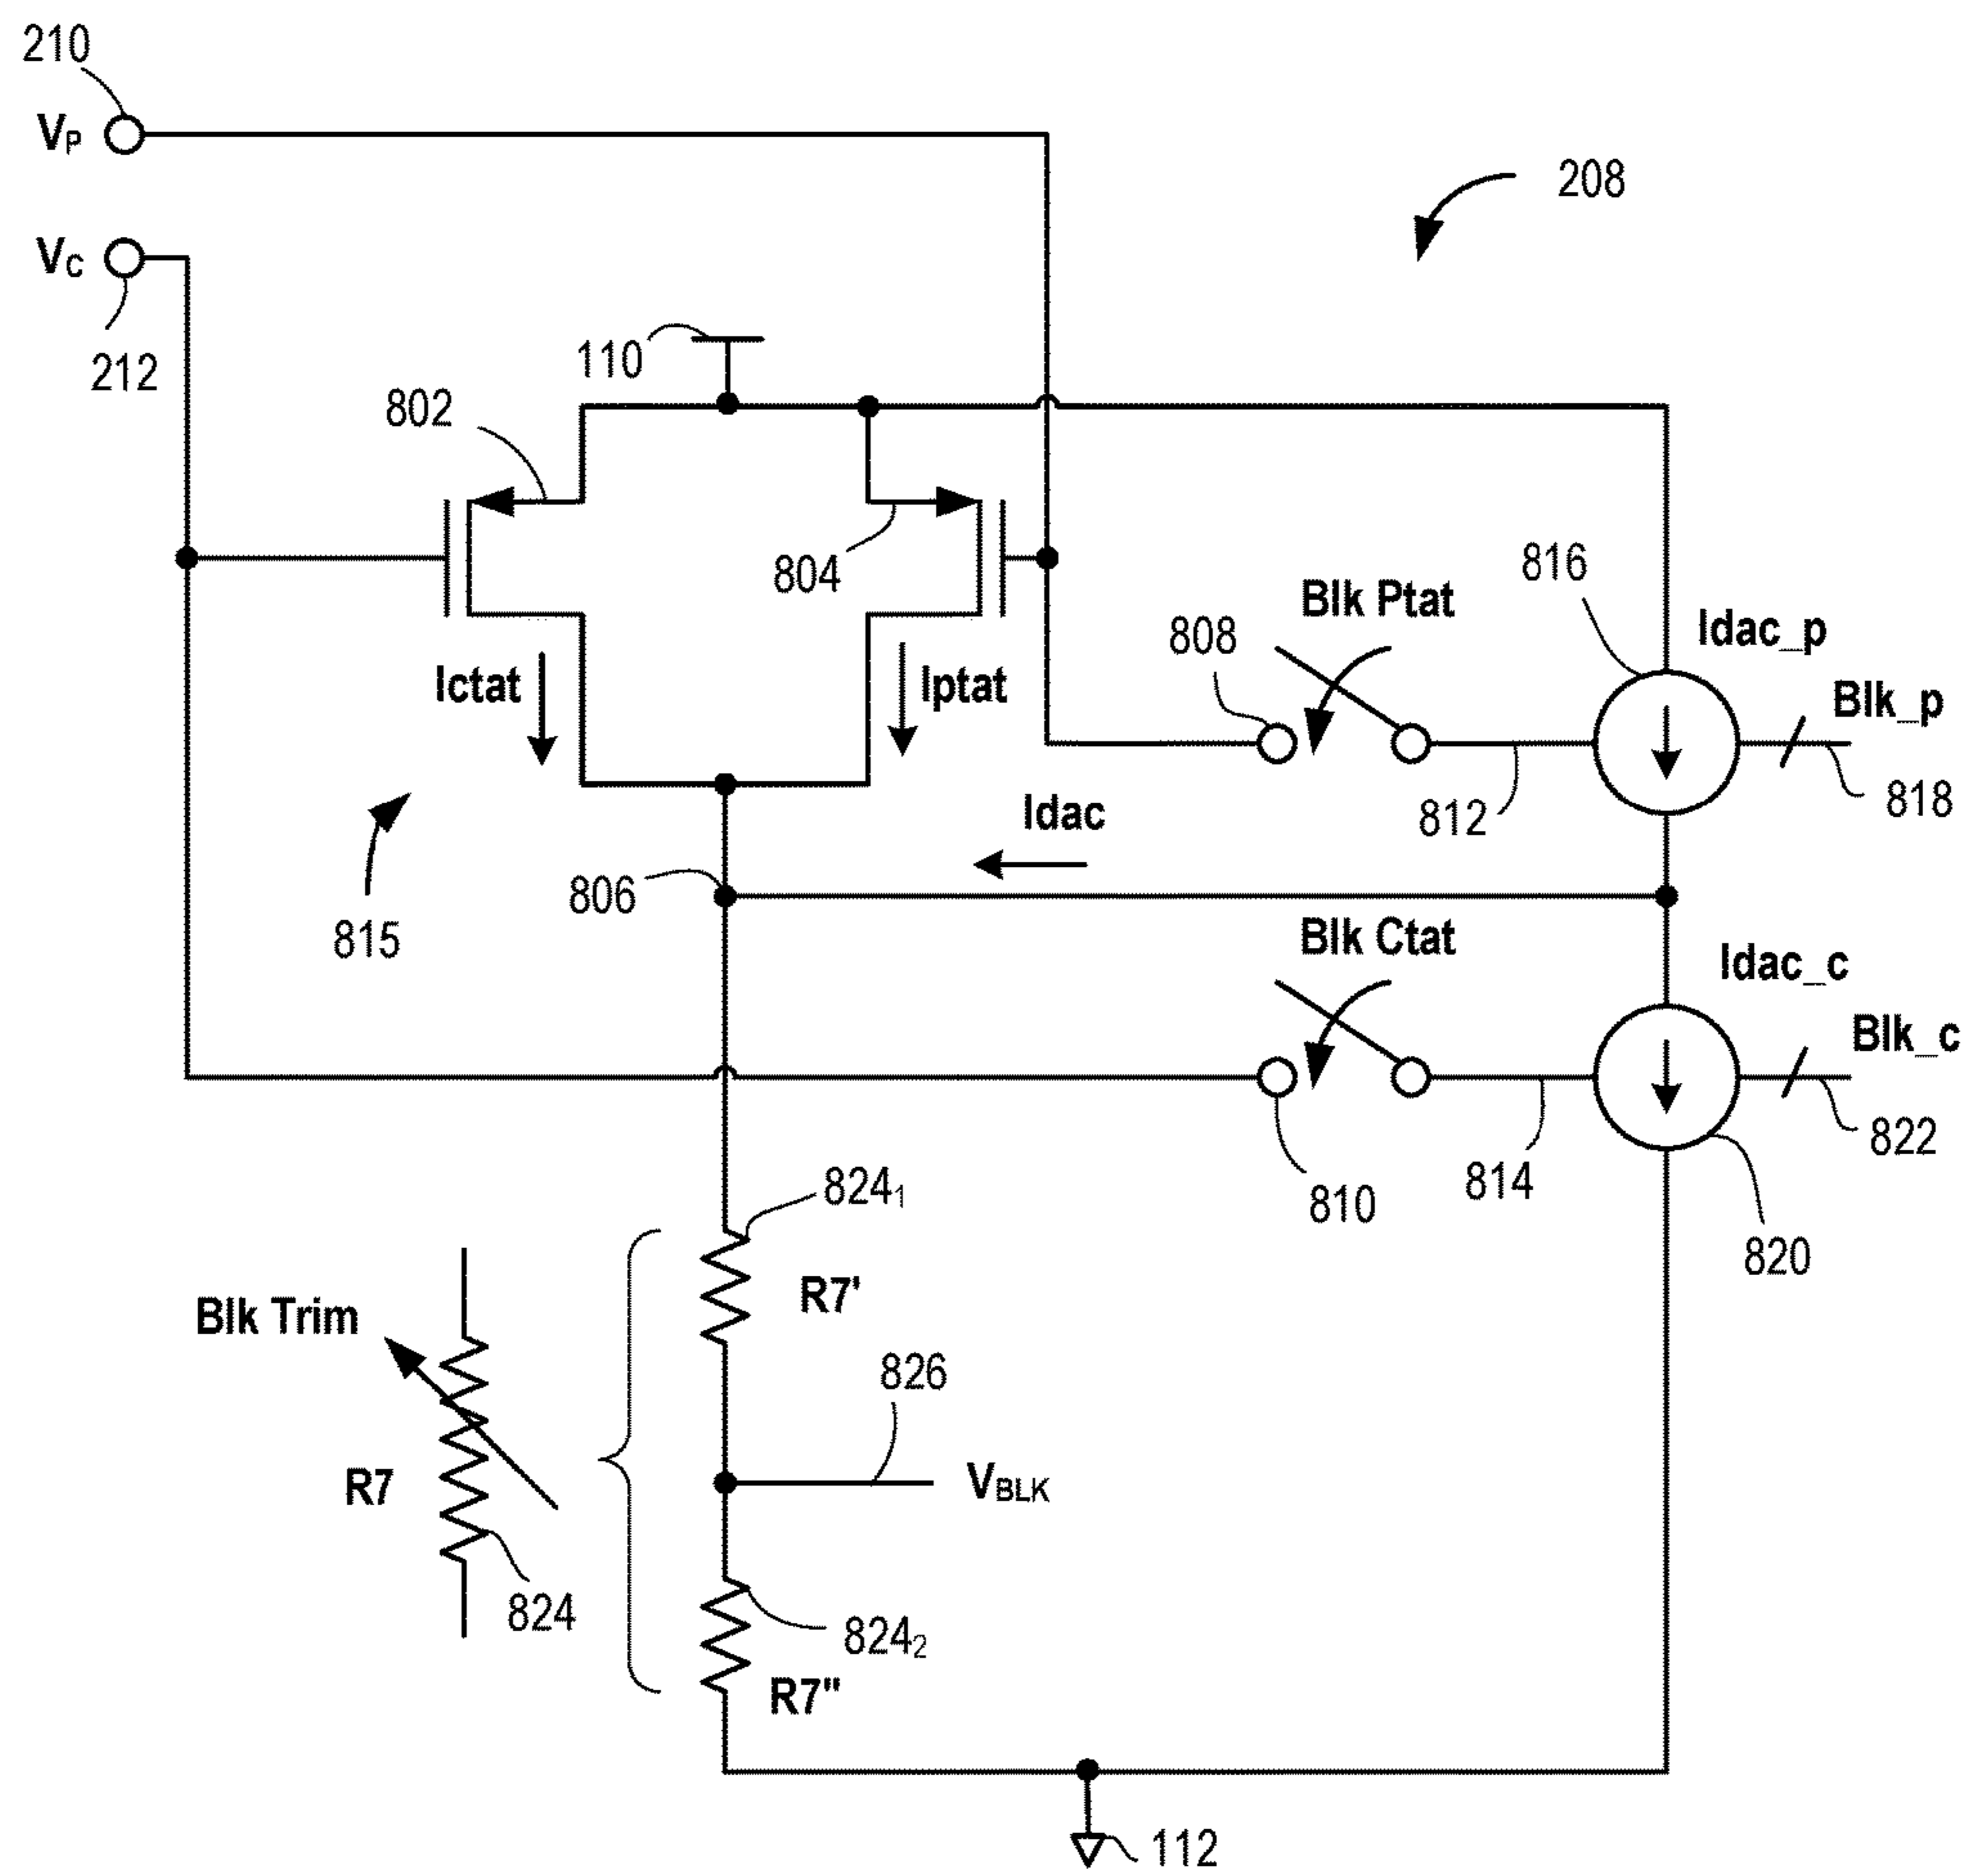 210
VP
208
VC
212
110
802
804
816
Blk Ptat
808
Idac_p
Blk_p
Ictat
Iptat
812
818
Idac
806
815
Blk Ctat
Idac_c
Blk_c
822
814
810
820
824₁
R7'
Blk Trim
826
R7
VBLK
824
824₂
R7"
112